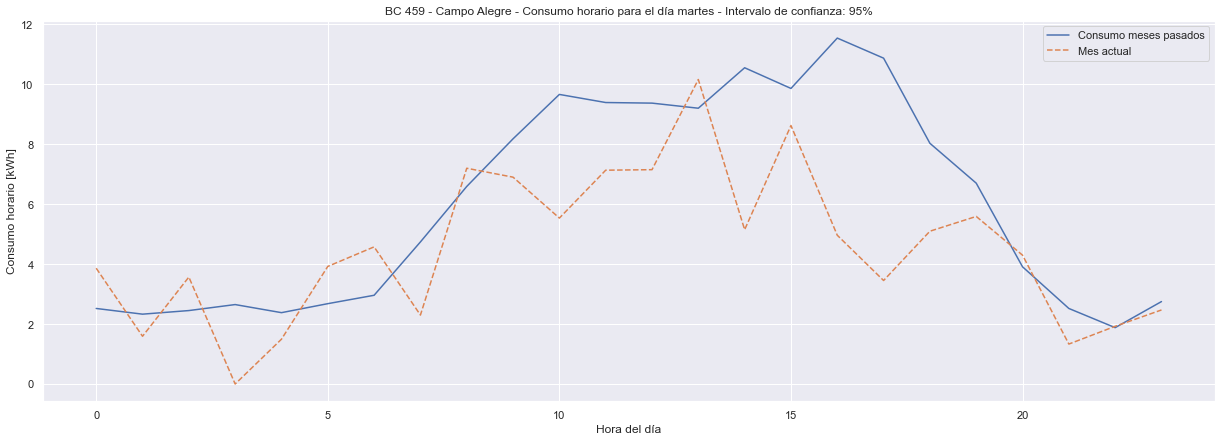 BC 459 - Campo Alegre - Consumo horario para el día martes - Intervalo de confianza: 95%
Consumo meses pasados
Mes actual
Consumo horario [kWh]
12
10
8
6
4
2
0
0 5 10 15 20
Hora del día